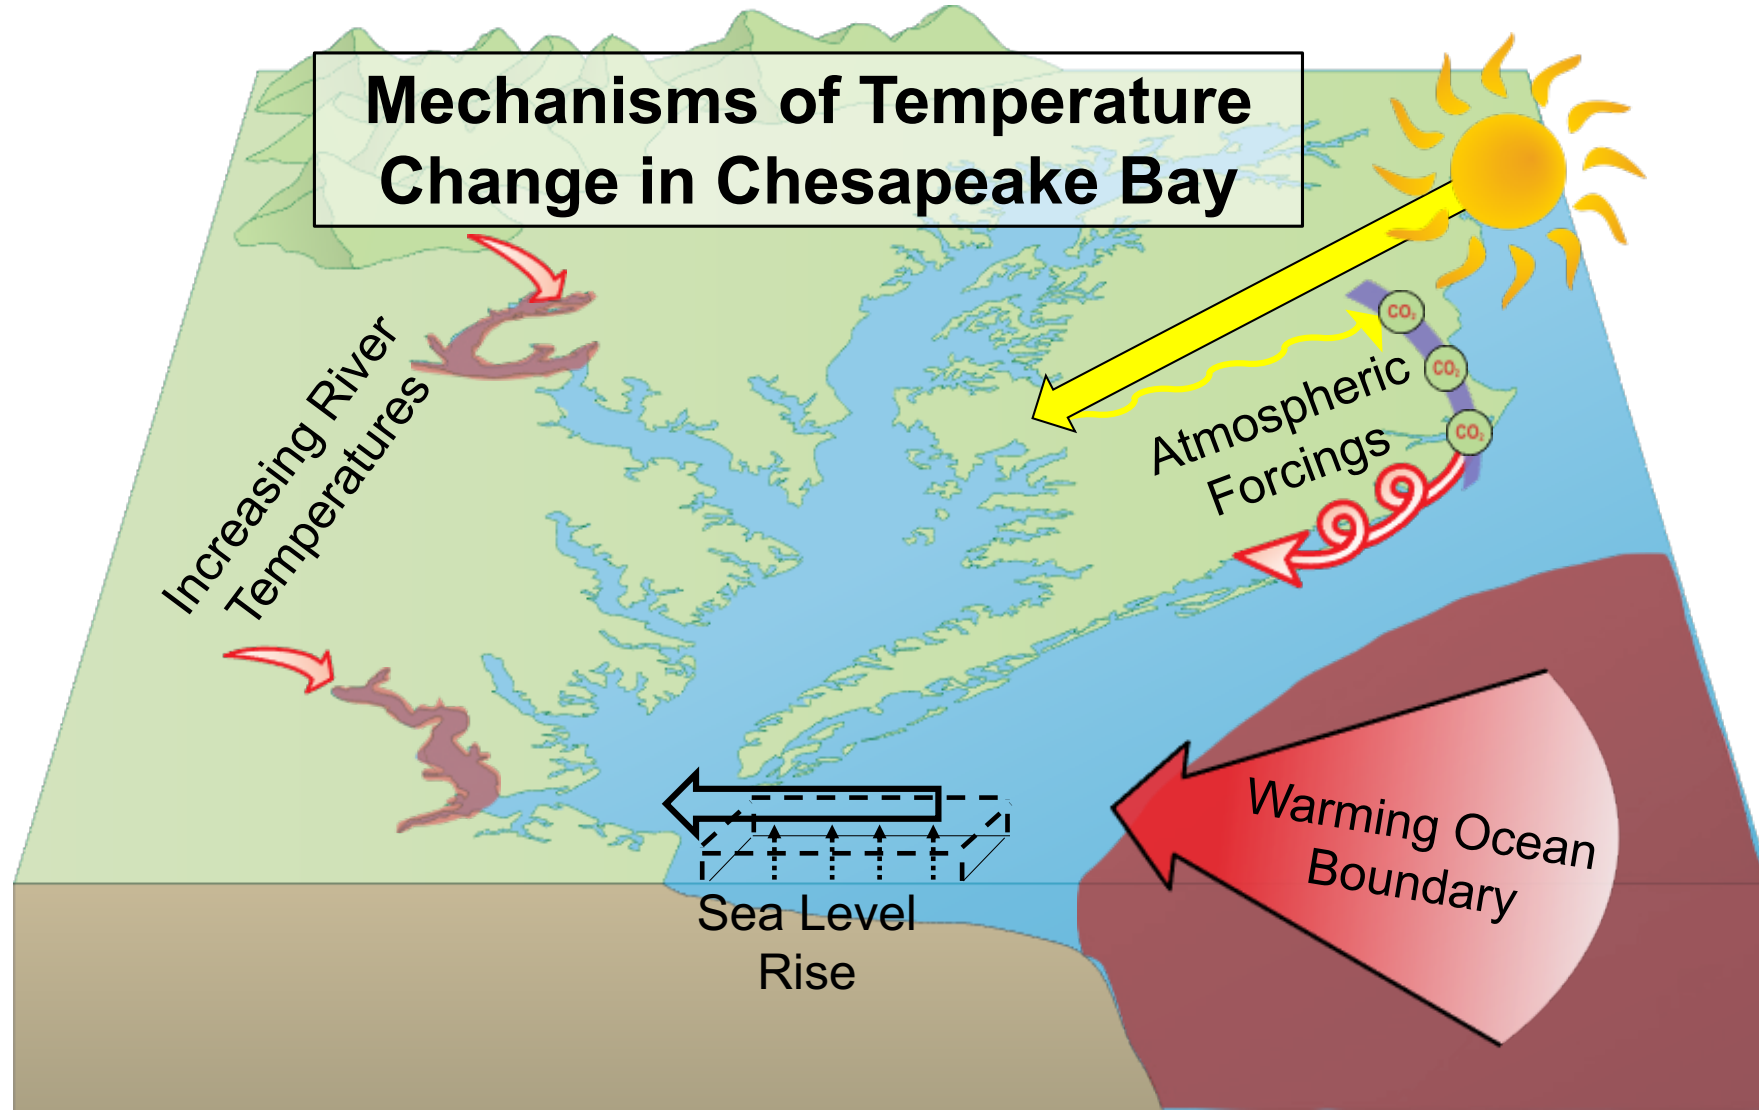 Mechanisms of Temperature
Change in Chesapeake Bay
Increasing River
Temperatures
CO₂
CO₂
CO₂
Atmospheric
Forcings
Warming Ocean
Boundary
Sea Level
Rise